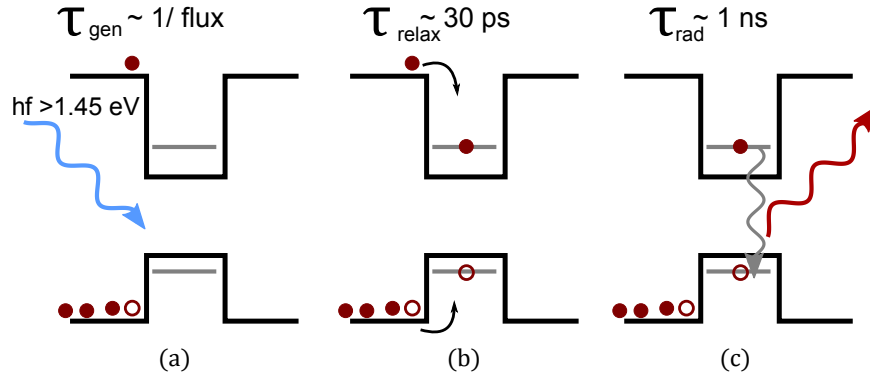 τgen ~ 1/ flux
τrelax ~ 30 ps
τrad ~ 1 ns
hf >1.45 eV
(a)
(b)
(c)